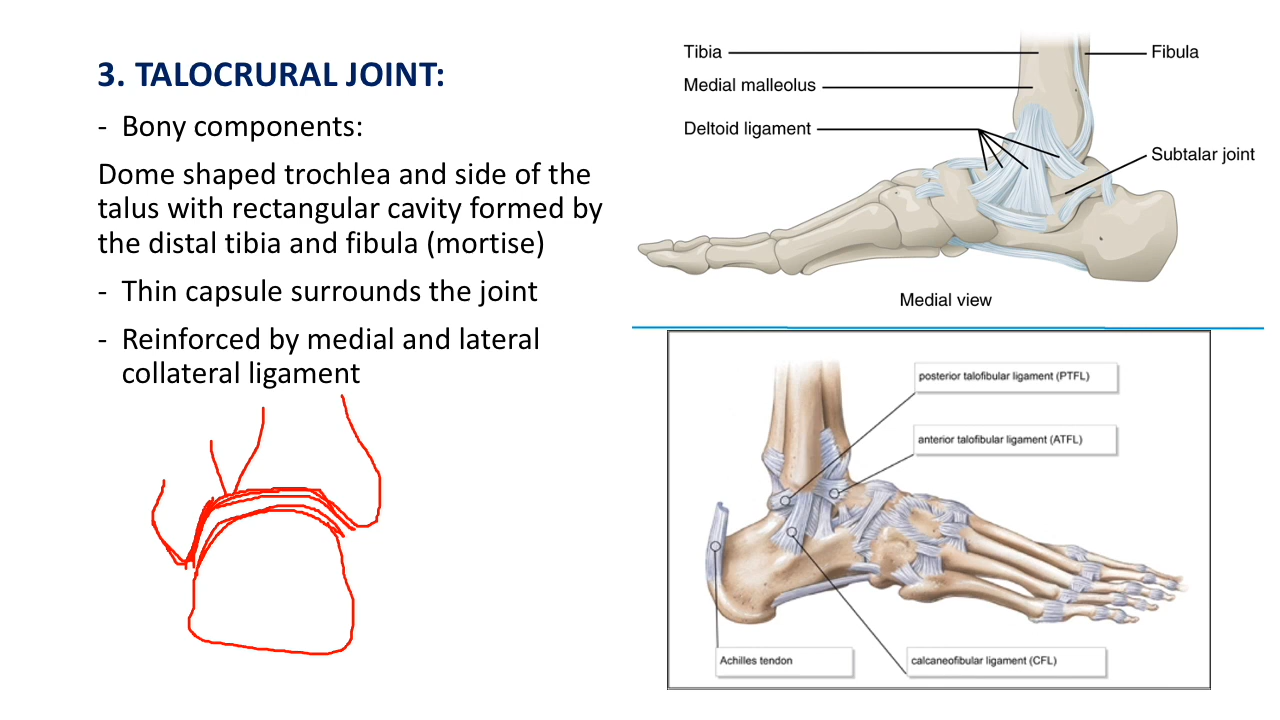 3. TALOCRURAL JOINT:
- Bony components:
Dome shaped trochlea and side of the
talus with rectangular cavity formed by
the distal tibia and fibula (mortise)
- Thin capsule surrounds the joint
- Reinforced by medial and lateral
collateral ligament
Tibia
Fibula
Medial malleolus
Deltoid ligament
Subtalar joint
Medial view
posterior talofibular ligament (PTFL)
anterior talofibular ligament (ATFL)
Achilles tendon
calcaneofibular ligament (CFL)